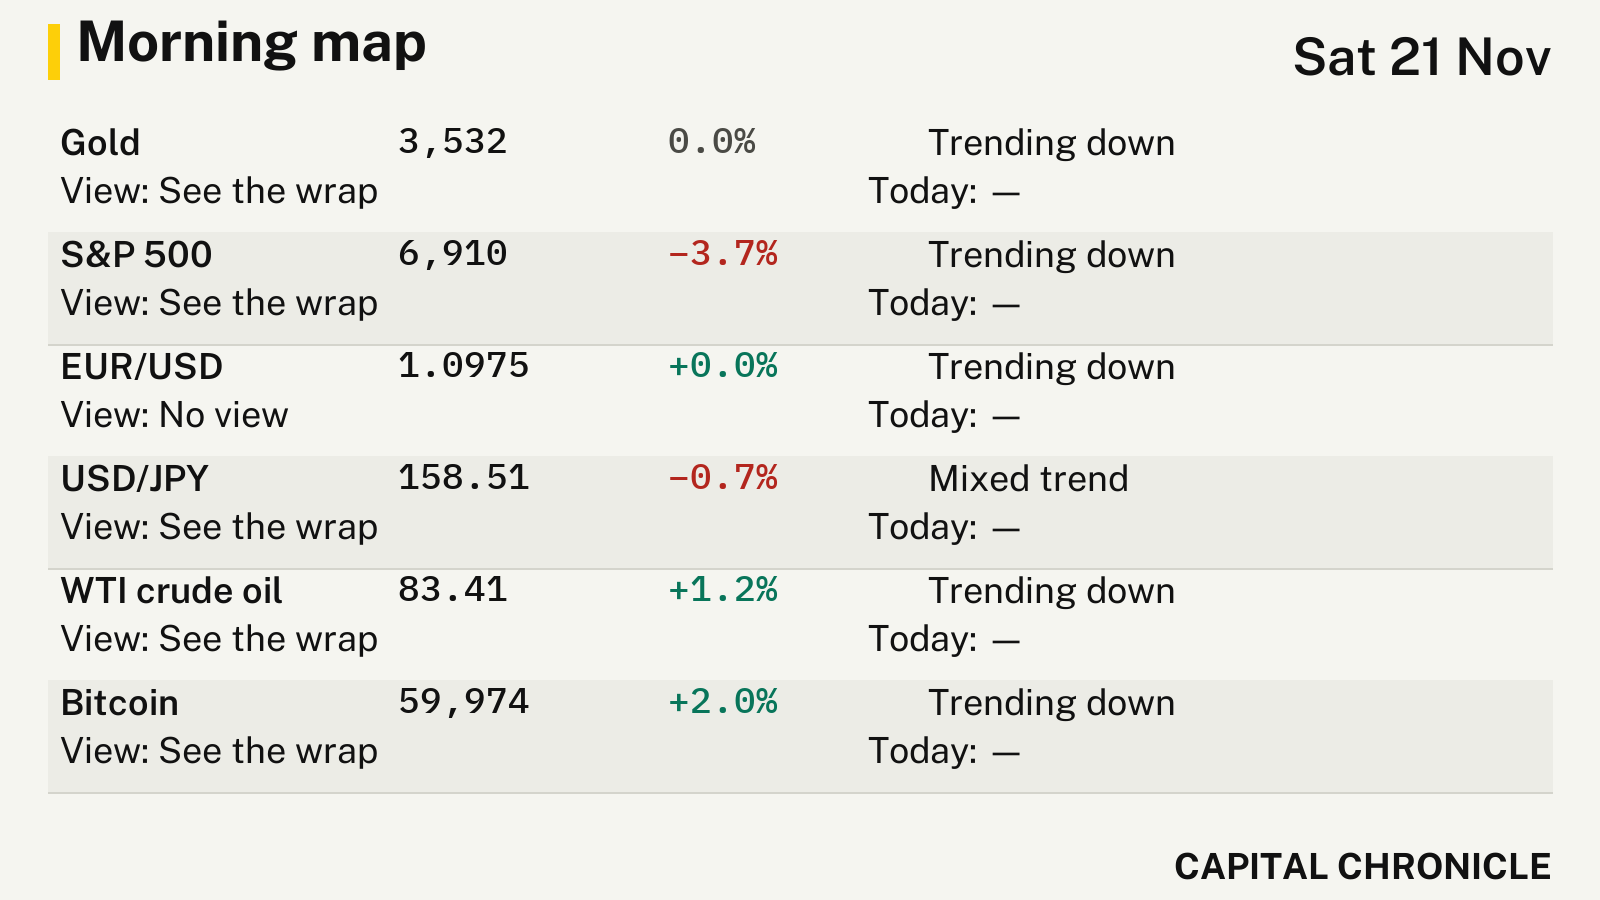 Morning map
Sat 21 Nov
Gold 3,532 0.0% Trending down
View: See the wrap Today: —
S&P 500 6,910 −3.7% Trending down
View: See the wrap Today: —
EUR/USD 1.0975 +0.0% Trending down
View: No view Today: —
USD/JPY 158.51 −0.7% Mixed trend
View: See the wrap Today: —
WTI crude oil 83.41 +1.2% Trending down
View: See the wrap Today: —
Bitcoin 59,974 +2.0% Trending down
View: See the wrap Today: —
CAPITAL CHRONICLE